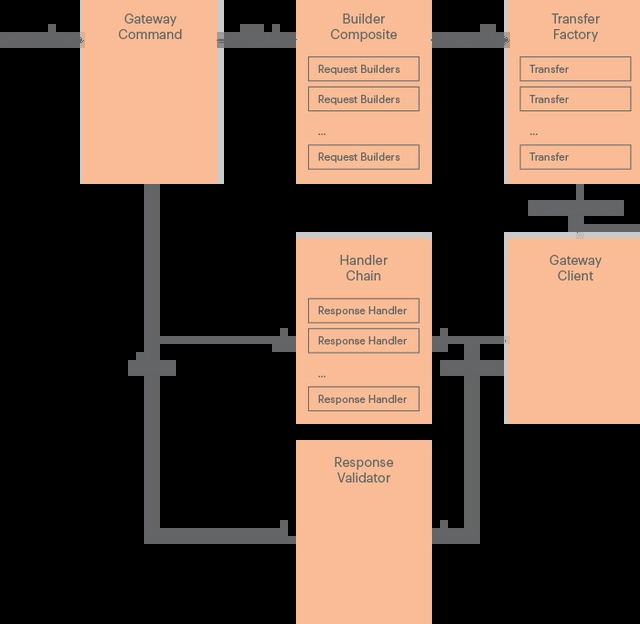 Gateway
Command
Builder
Composite
Request Builders
Request Builders
...
Request Builders
Transfer
Factory
Transfer
Transfer
...
Transfer
Handler
Chain
Response Handler
Response Handler
...
Response Handler
Gateway
Client
Response
Validator